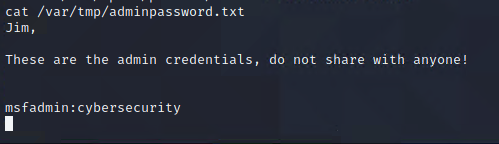 cat /var/tmp/adminpassword.txt
Jim,
These are the admin credentials, do not share with anyone!
msfadmin:cybersecurity